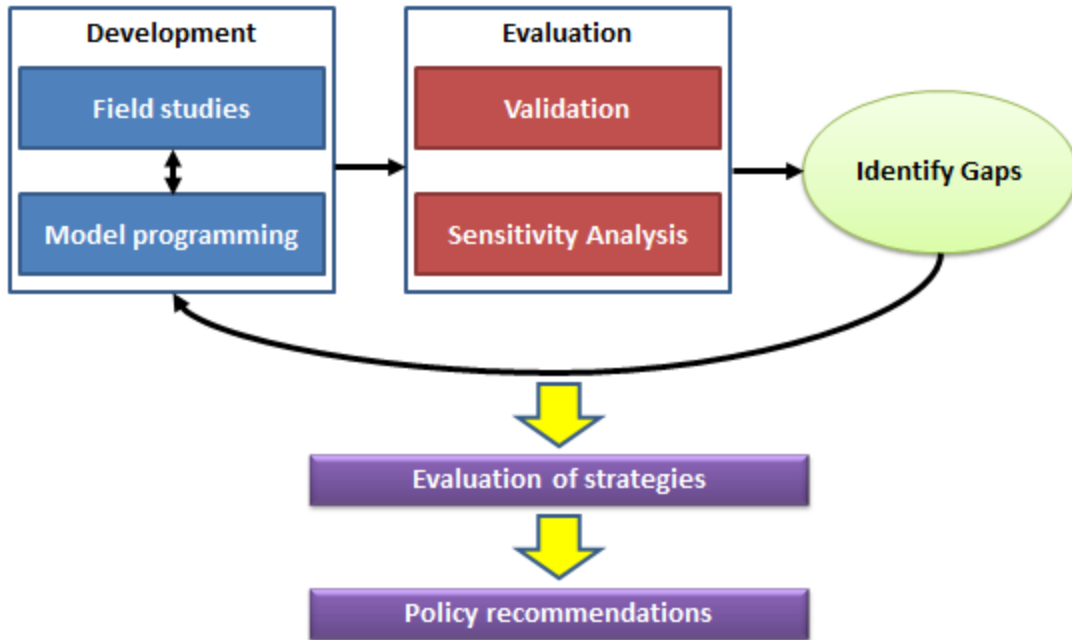 Development
Field studies
Model programming
Evaluation
Validation
Sensitivity Analysis
Identify Gaps
Evaluation of strategies
Policy recommendations